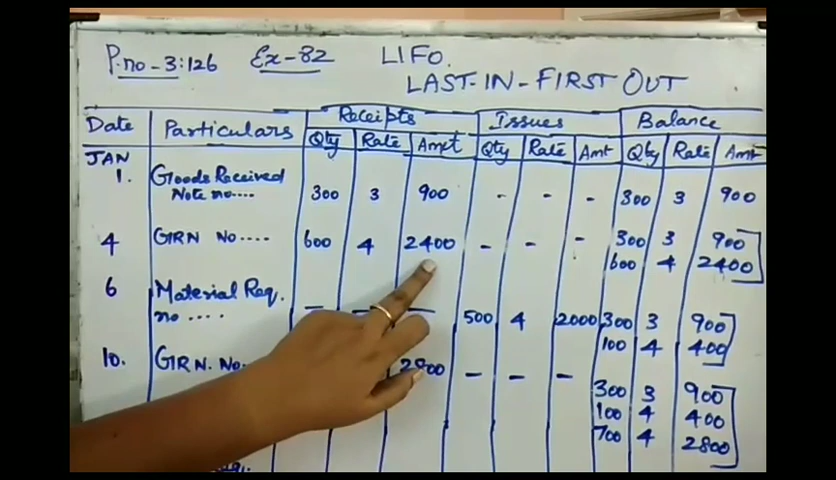 P.no-3:126 Ex-82 LIFO.
LAST-IN-FIRST OUT
Date Particulars Receipts Issues Balance
Qty Rate Amt Qty Rate Amt Qty Rate Amt
JAN
1. Goods Received
Note no.... 300 3 900 - - - 300 3 900
4 GRN NO.... 600 4 2400 - - - 300 3 900
600 4 2400
6 Material Req.
no .... 500 4 2000 300 3 900
100 4 400
10. GRN. No. 2800 - - - 300 3 900
100 4 400
700 4 2800